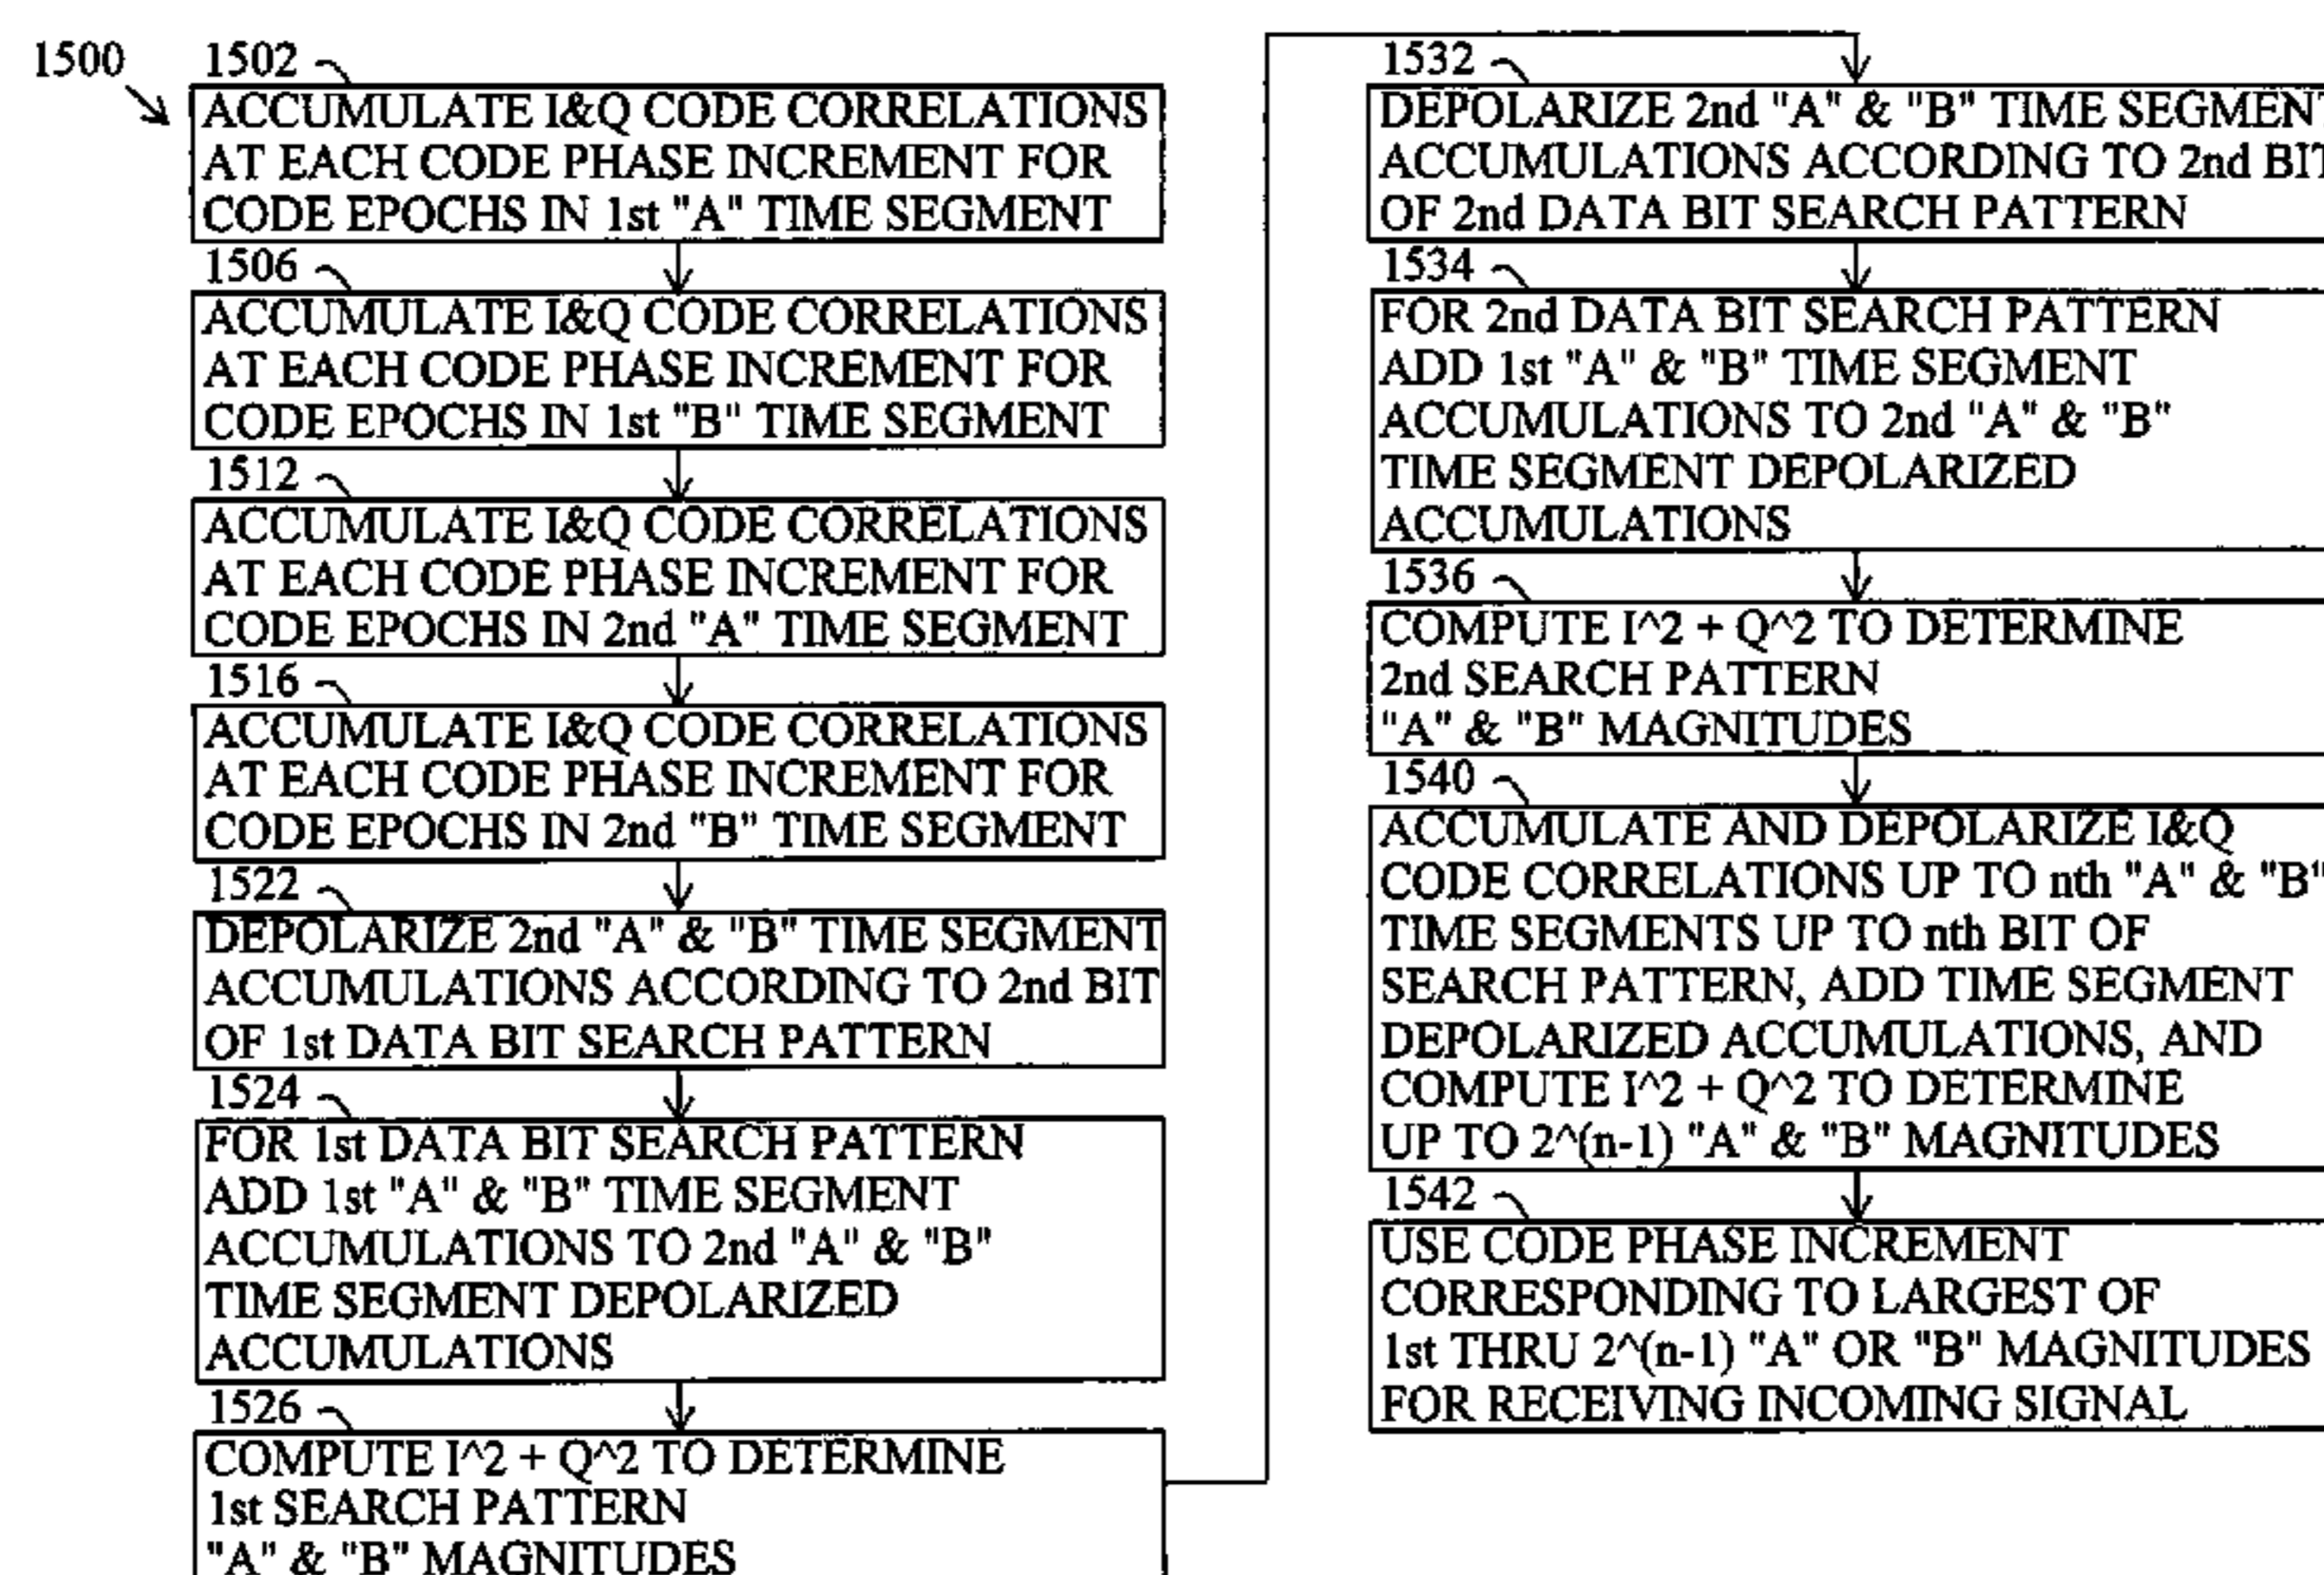 1500
1502
ACCUMULATE I&Q CODE CORRELATIONS
AT EACH CODE PHASE INCREMENT FOR
CODE EPOCHS IN 1st "A" TIME SEGMENT
1506
ACCUMULATE I&Q CODE CORRELATIONS
AT EACH CODE PHASE INCREMENT FOR
CODE EPOCHS IN 1st "B" TIME SEGMENT
1512
ACCUMULATE I&Q CODE CORRELATIONS
AT EACH CODE PHASE INCREMENT FOR
CODE EPOCHS IN 2nd "A" TIME SEGMENT
1516
ACCUMULATE I&Q CODE CORRELATIONS
AT EACH CODE PHASE INCREMENT FOR
CODE EPOCHS IN 2nd "B" TIME SEGMENT
1522
DEPOLARIZE 2nd "A" & "B" TIME SEGMENT
ACCUMULATIONS ACCORDING TO 2nd BIT
OF 1st DATA BIT SEARCH PATTERN
1524
FOR 1st DATA BIT SEARCH PATTERN
ADD 1st "A" & "B" TIME SEGMENT
ACCUMULATIONS TO 2nd "A" & "B"
TIME SEGMENT DEPOLARIZED
ACCUMULATIONS
1526
COMPUTE I^2 + Q^2 TO DETERMINE
1st SEARCH PATTERN
"A" & "B" MAGNITUDES
1532
DEPOLARIZE 2nd "A" & "B" TIME SEGMENT
ACCUMULATIONS ACCORDING TO 2nd BIT
OF 2nd DATA BIT SEARCH PATTERN
1534
FOR 2nd DATA BIT SEARCH PATTERN
ADD 1st "A" & "B" TIME SEGMENT
ACCUMULATIONS TO 2nd "A" & "B"
TIME SEGMENT DEPOLARIZED
ACCUMULATIONS
1536
COMPUTE I^2 + Q^2 TO DETERMINE
2nd SEARCH PATTERN
"A" & "B" MAGNITUDES
1540
ACCUMULATE AND DEPOLARIZE I&Q
CODE CORRELATIONS UP TO nth "A" & "B"
TIME SEGMENTS UP TO nth BIT OF
SEARCH PATTERN, ADD TIME SEGMENT
DEPOLARIZED ACCUMULATIONS, AND
COMPUTE I^2 + Q^2 TO DETERMINE
UP TO 2^(n-1) "A" & "B" MAGNITUDES
1542
USE CODE PHASE INCREMENT
CORRESPONDING TO LARGEST OF
1st THRU 2^(n-1) "A" OR "B" MAGNITUDES
FOR RECEIVING INCOMING SIGNAL